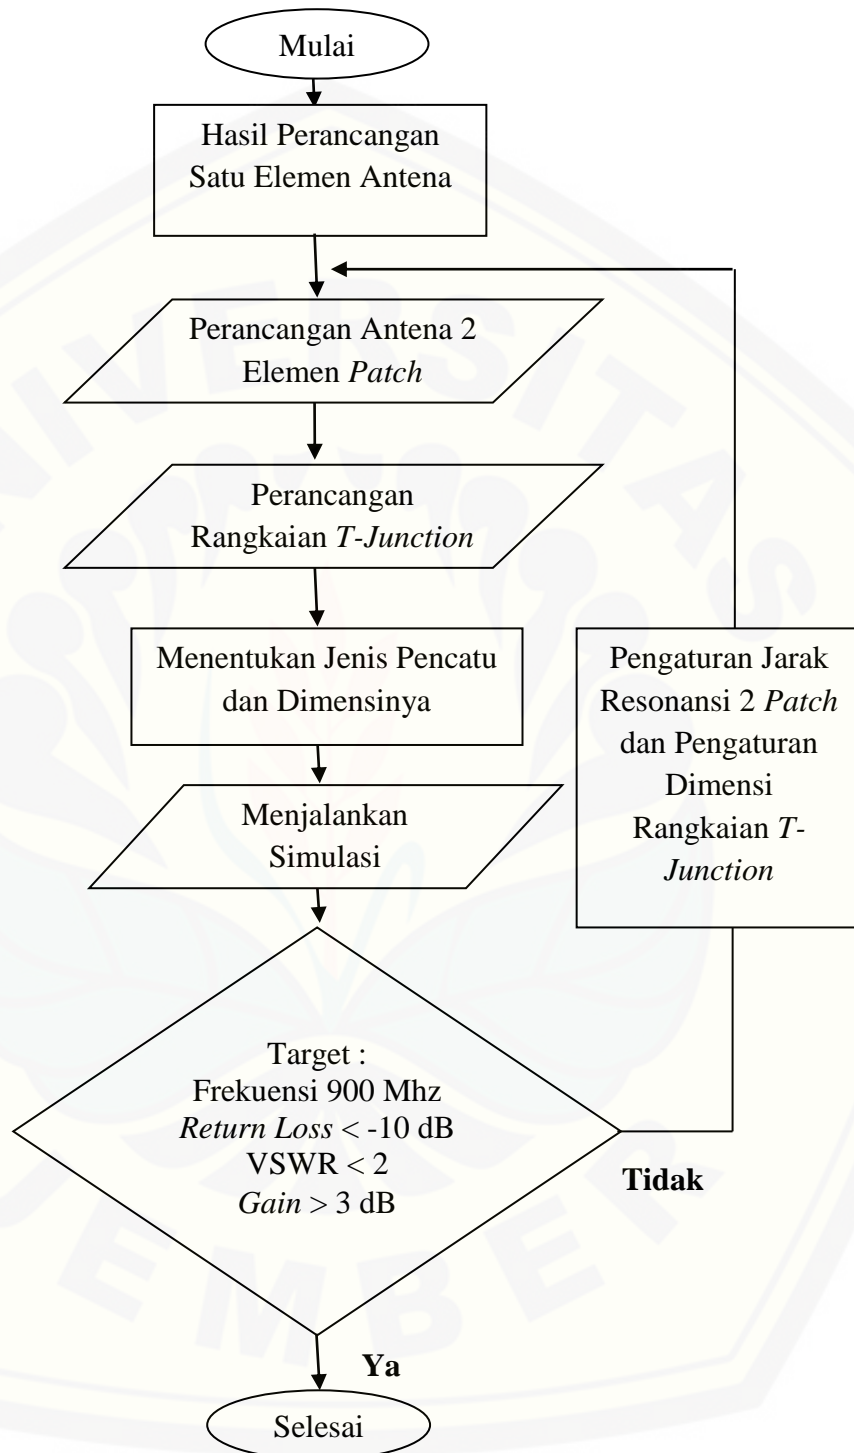 Mulai
Hasil Perancangan
Satu Elemen Antena
Perancangan Antena 2
Elemen Patch
Perancangan
Rangkaian T-Junction
Menentukan Jenis Pencatu
dan Dimensinya
Pengaturan Jarak
Resonansi 2 Patch
dan Pengaturan
Dimensi
Rangkaian T-
Junction
Menjalankan
Simulasi
Target :
Frekuensi 900 Mhz
Return Loss < -10 dB
VSWR < 2
Gain > 3 dB
Tidak
Ya
Selesai
UNIVERSITAS
JEMBER